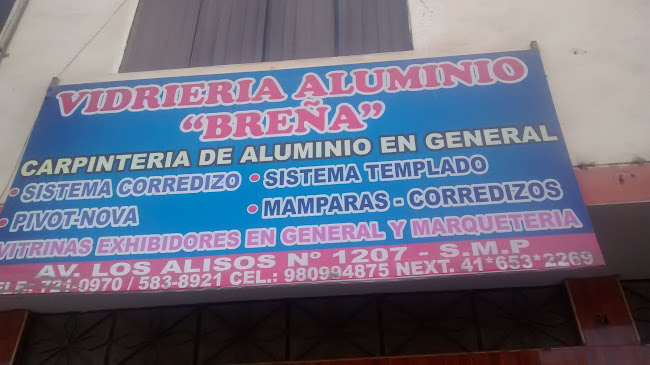 VIDRIERIA ALUMINIO
"BREÑA"
CARPINTERIA DE ALUMINIO EN GENERAL
• SISTEMA CORREDIZO • SISTEMA TEMPLADO
• PIVOT-NOVA • MAMPARAS - CORREDIZOS
VITRINAS EXHIBIDORES EN GENERAL Y MARQUETERIA
AV. LOS ALISOS Nº 1207 - S.M.P
TELF.: 721-0970 / 583-8921 CEL.: 980994875 NEXT. 41*653*2269